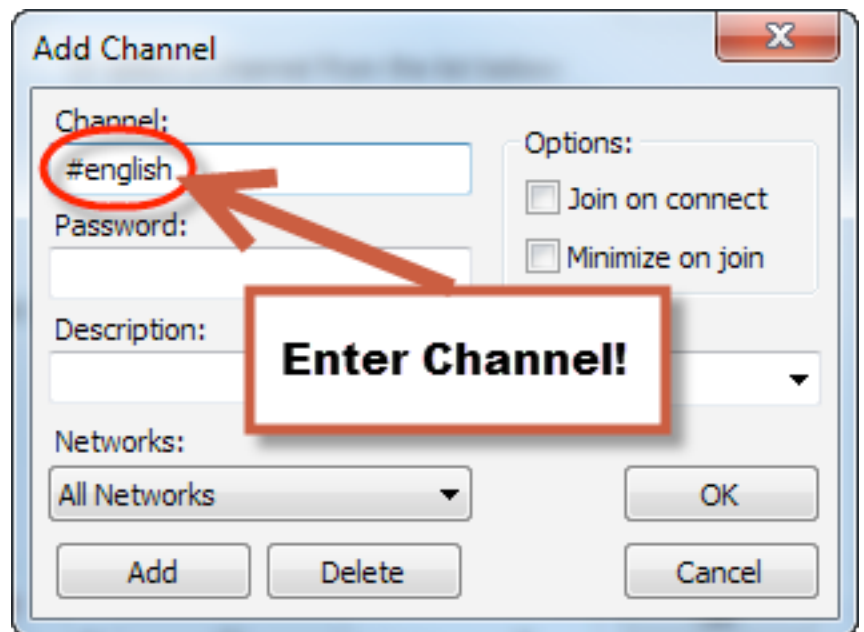 Add Channel
Channel:
#english
Options:
Join on connect
Password:
Minimize on join
Description:
Enter Channel!
Networks:
All Networks
OK
Add
Delete
Cancel